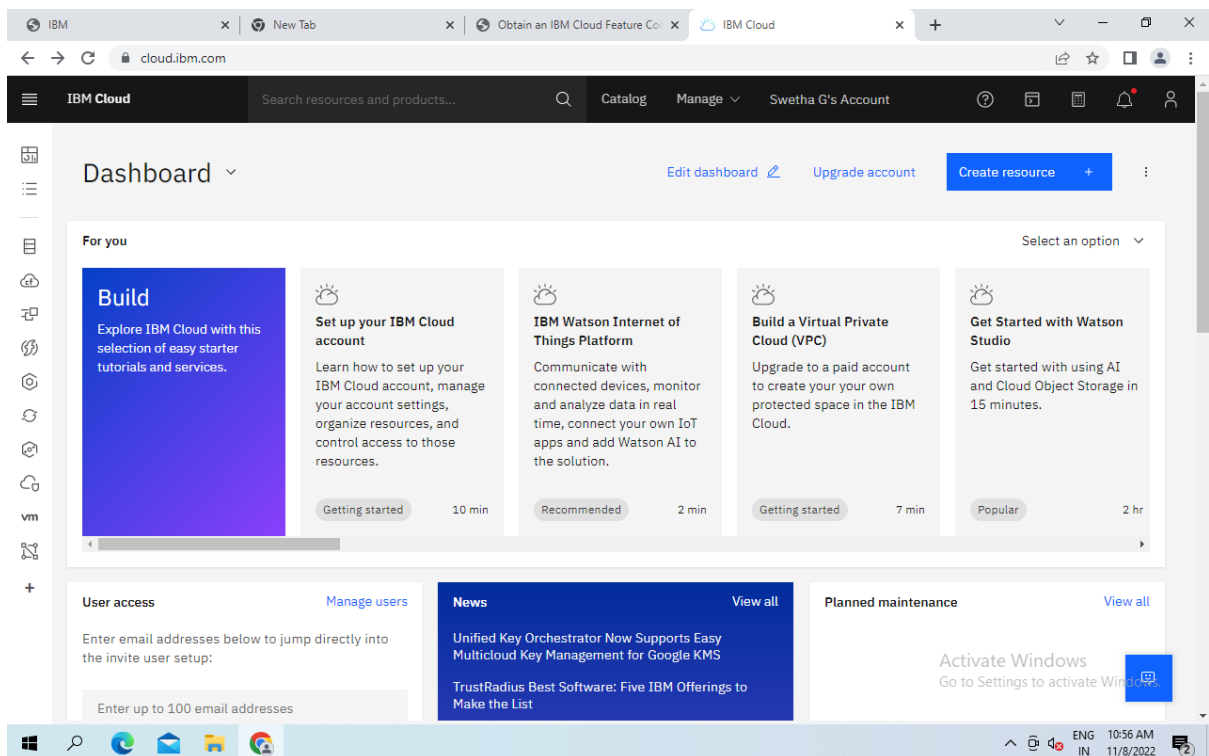 IBM
New Tab
Obtain an IBM Cloud Feature Co
IBM Cloud
cloud.ibm.com
IBM Cloud
Search resources and products...
Catalog
Manage
Swetha G's Account
Dashboard
Edit dashboard
Upgrade account
Create resource +
For you
Select an option
Build
Explore IBM Cloud with this
selection of easy starter
tutorials and services.
Set up your IBM Cloud
account
Learn how to set up your
IBM Cloud account, manage
your account settings,
organize resources, and
control access to those
resources.
Getting started
10 min
IBM Watson Internet of
Things Platform
Communicate with
connected devices, monitor
and analyze data in real
time, connect your own IoT
apps and add Watson AI to
the solution.
Recommended
2 min
Build a Virtual Private
Cloud (VPC)
Upgrade to a paid account
to create your your own
protected space in the IBM
Cloud.
Getting started
7 min
Get Started with Watson
Studio
Get started with using AI
and Cloud Object Storage in
15 minutes.
Popular
2 hr
cf
vm
User access
Manage users
Enter email addresses below to jump directly into
the invite user setup:
Enter up to 100 email addresses
News
View all
Unified Key Orchestrator Now Supports Easy
Multicloud Key Management for Google KMS
TrustRadius Best Software: Five IBM Offerings to
Make the List
Planned maintenance
View all
Activate Windows
Go to Settings to activate Windows.
ENG
IN
10:56 AM
11/8/2022
2